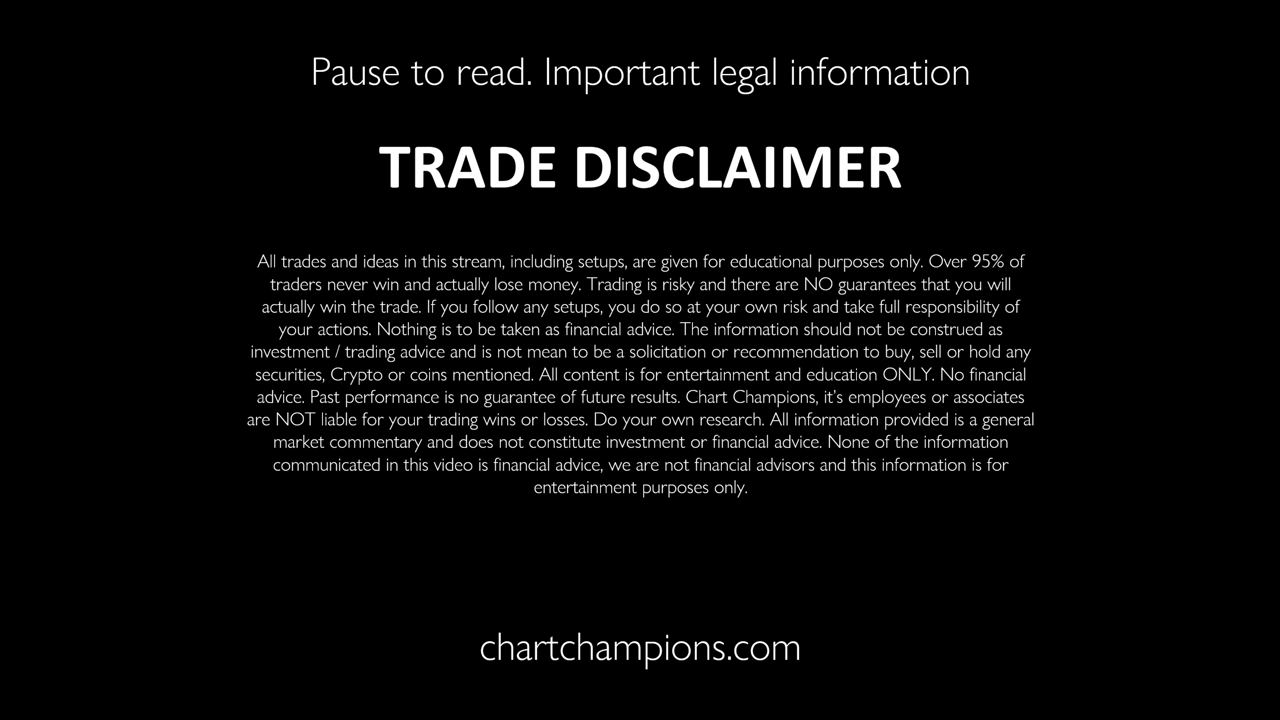 Pause to read. Important legal information
TRADE DISCLAIMER
All trades and ideas in this stream, including setups, are given for educational purposes only. Over 95% of
traders never win and actually lose money. Trading is risky and there are NO guarantees that you will
actually win the trade. If you follow any setups, you do so at your own risk and take full responsibility of
your actions. Nothing is to be taken as financial advice. The information should not be construed as
investment / trading advice and is not mean to be a solicitation or recommendation to buy, sell or hold any
securities, Crypto or coins mentioned. All content is for entertainment and education ONLY. No financial
advice. Past performance is no guarantee of future results. Chart Champions, it's employees or associates
are NOT liable for your trading wins or losses. Do your own research. All information provided is a general
market commentary and does not constitute investment or financial advice. None of the information
communicated in this video is financial advice, we are not financial advisors and this information is for
entertainment purposes only.
chartchampions.com